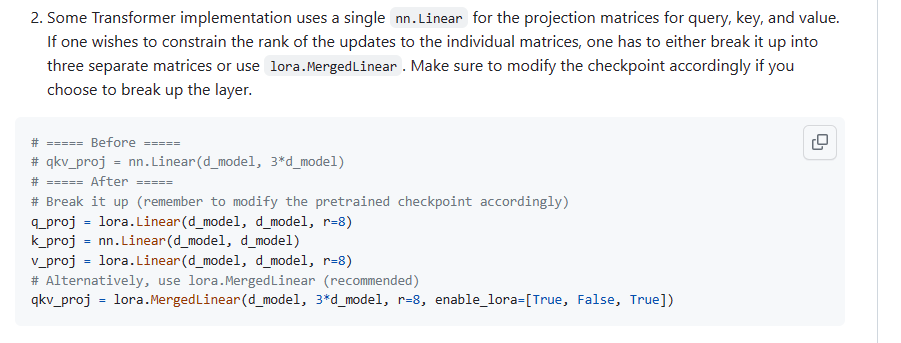 2. Some Transformer implementation uses a single nn.Linear for the projection matrices for query, key, and value.
If one wishes to constrain the rank of the updates to the individual matrices, one has to either break it up into
three separate matrices or use lora.MergedLinear . Make sure to modify the checkpoint accordingly if you
choose to break up the layer.
# ===== Before =====
# qkv_proj = nn.Linear(d_model, 3*d_model)
# ===== After =====
# Break it up (remember to modify the pretrained checkpoint accordingly)
q_proj = lora.Linear(d_model, d_model, r=8)
k_proj = nn.Linear(d_model, d_model)
v_proj = lora.Linear(d_model, d_model, r=8)
# Alternatively, use lora.MergedLinear (recommended)
qkv_proj = lora.MergedLinear(d_model, 3*d_model, r=8, enable_lora=[True, False, True])